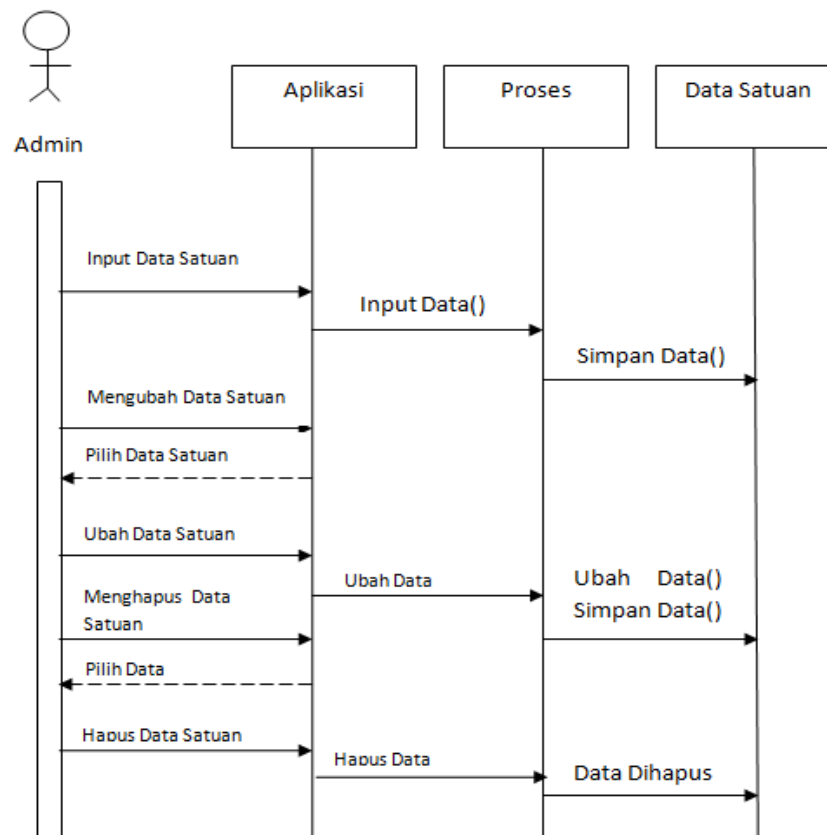 Admin
Aplikasi
Proses
Data Satuan
Input Data Satuan
Input Data()
Simpan Data()
Mengubah Data Satuan
Pilih Data Satuan
Ubah Data Satuan
Ubah Data
Ubah Data()
Simpan Data()
Menghapus Data
Satuan
Pilih Data
Hapus Data Satuan
Hapus Data
Data Dihapus